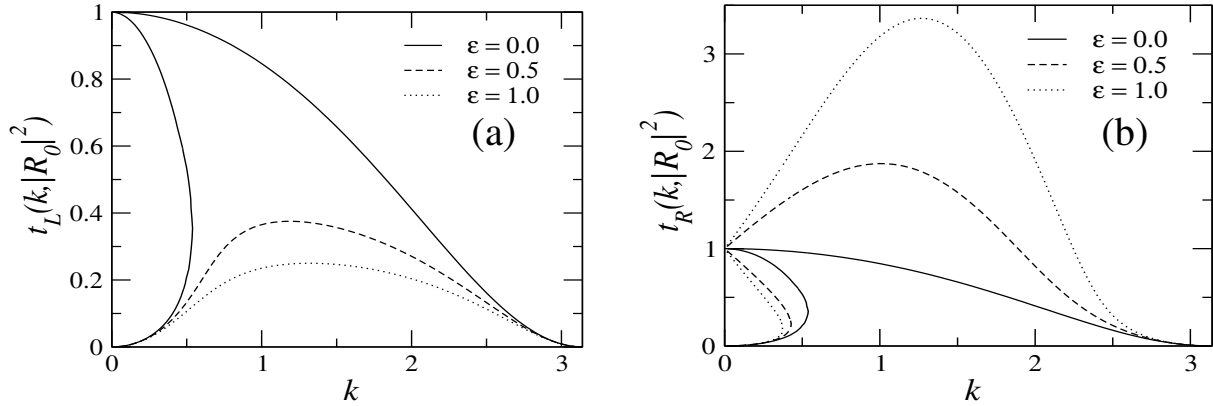 1
0.8
0.6
0.4
0.2
0
t_L(k,|R_0|^2)
ε = 0.0
ε = 0.5
ε = 1.0
(a)
0 1 2 3
k
3
2
1
0
t_R(k,|R_0|^2)
ε = 0.0
ε = 0.5
ε = 1.0
(b)
0 1 2 3
k